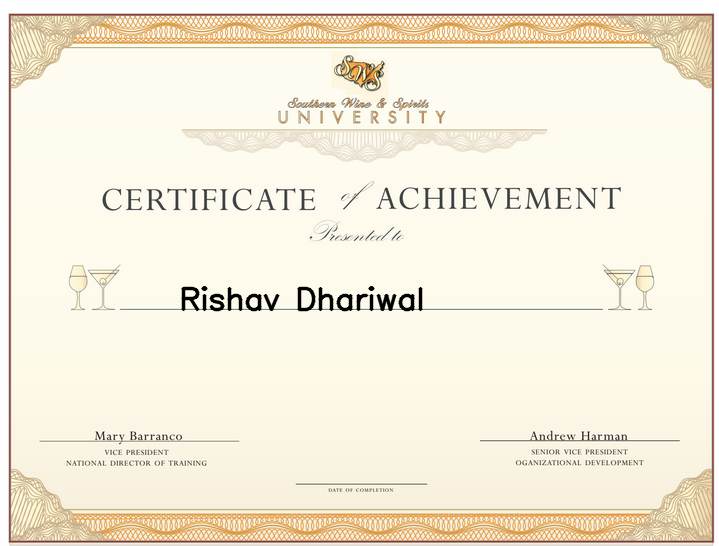 SWS
Southern Wine & Spirits
UNIVERSITY
CERTIFICATE of ACHIEVEMENT
Presented to
Rishav Dhariwal
Mary Barranco
VICE PRESIDENT
NATIONAL DIRECTOR OF TRAINING
Andrew Harman
SENIOR VICE PRESIDENT
OGANIZATIONAL DEVELOPMENT
DATE OF COMPLETION